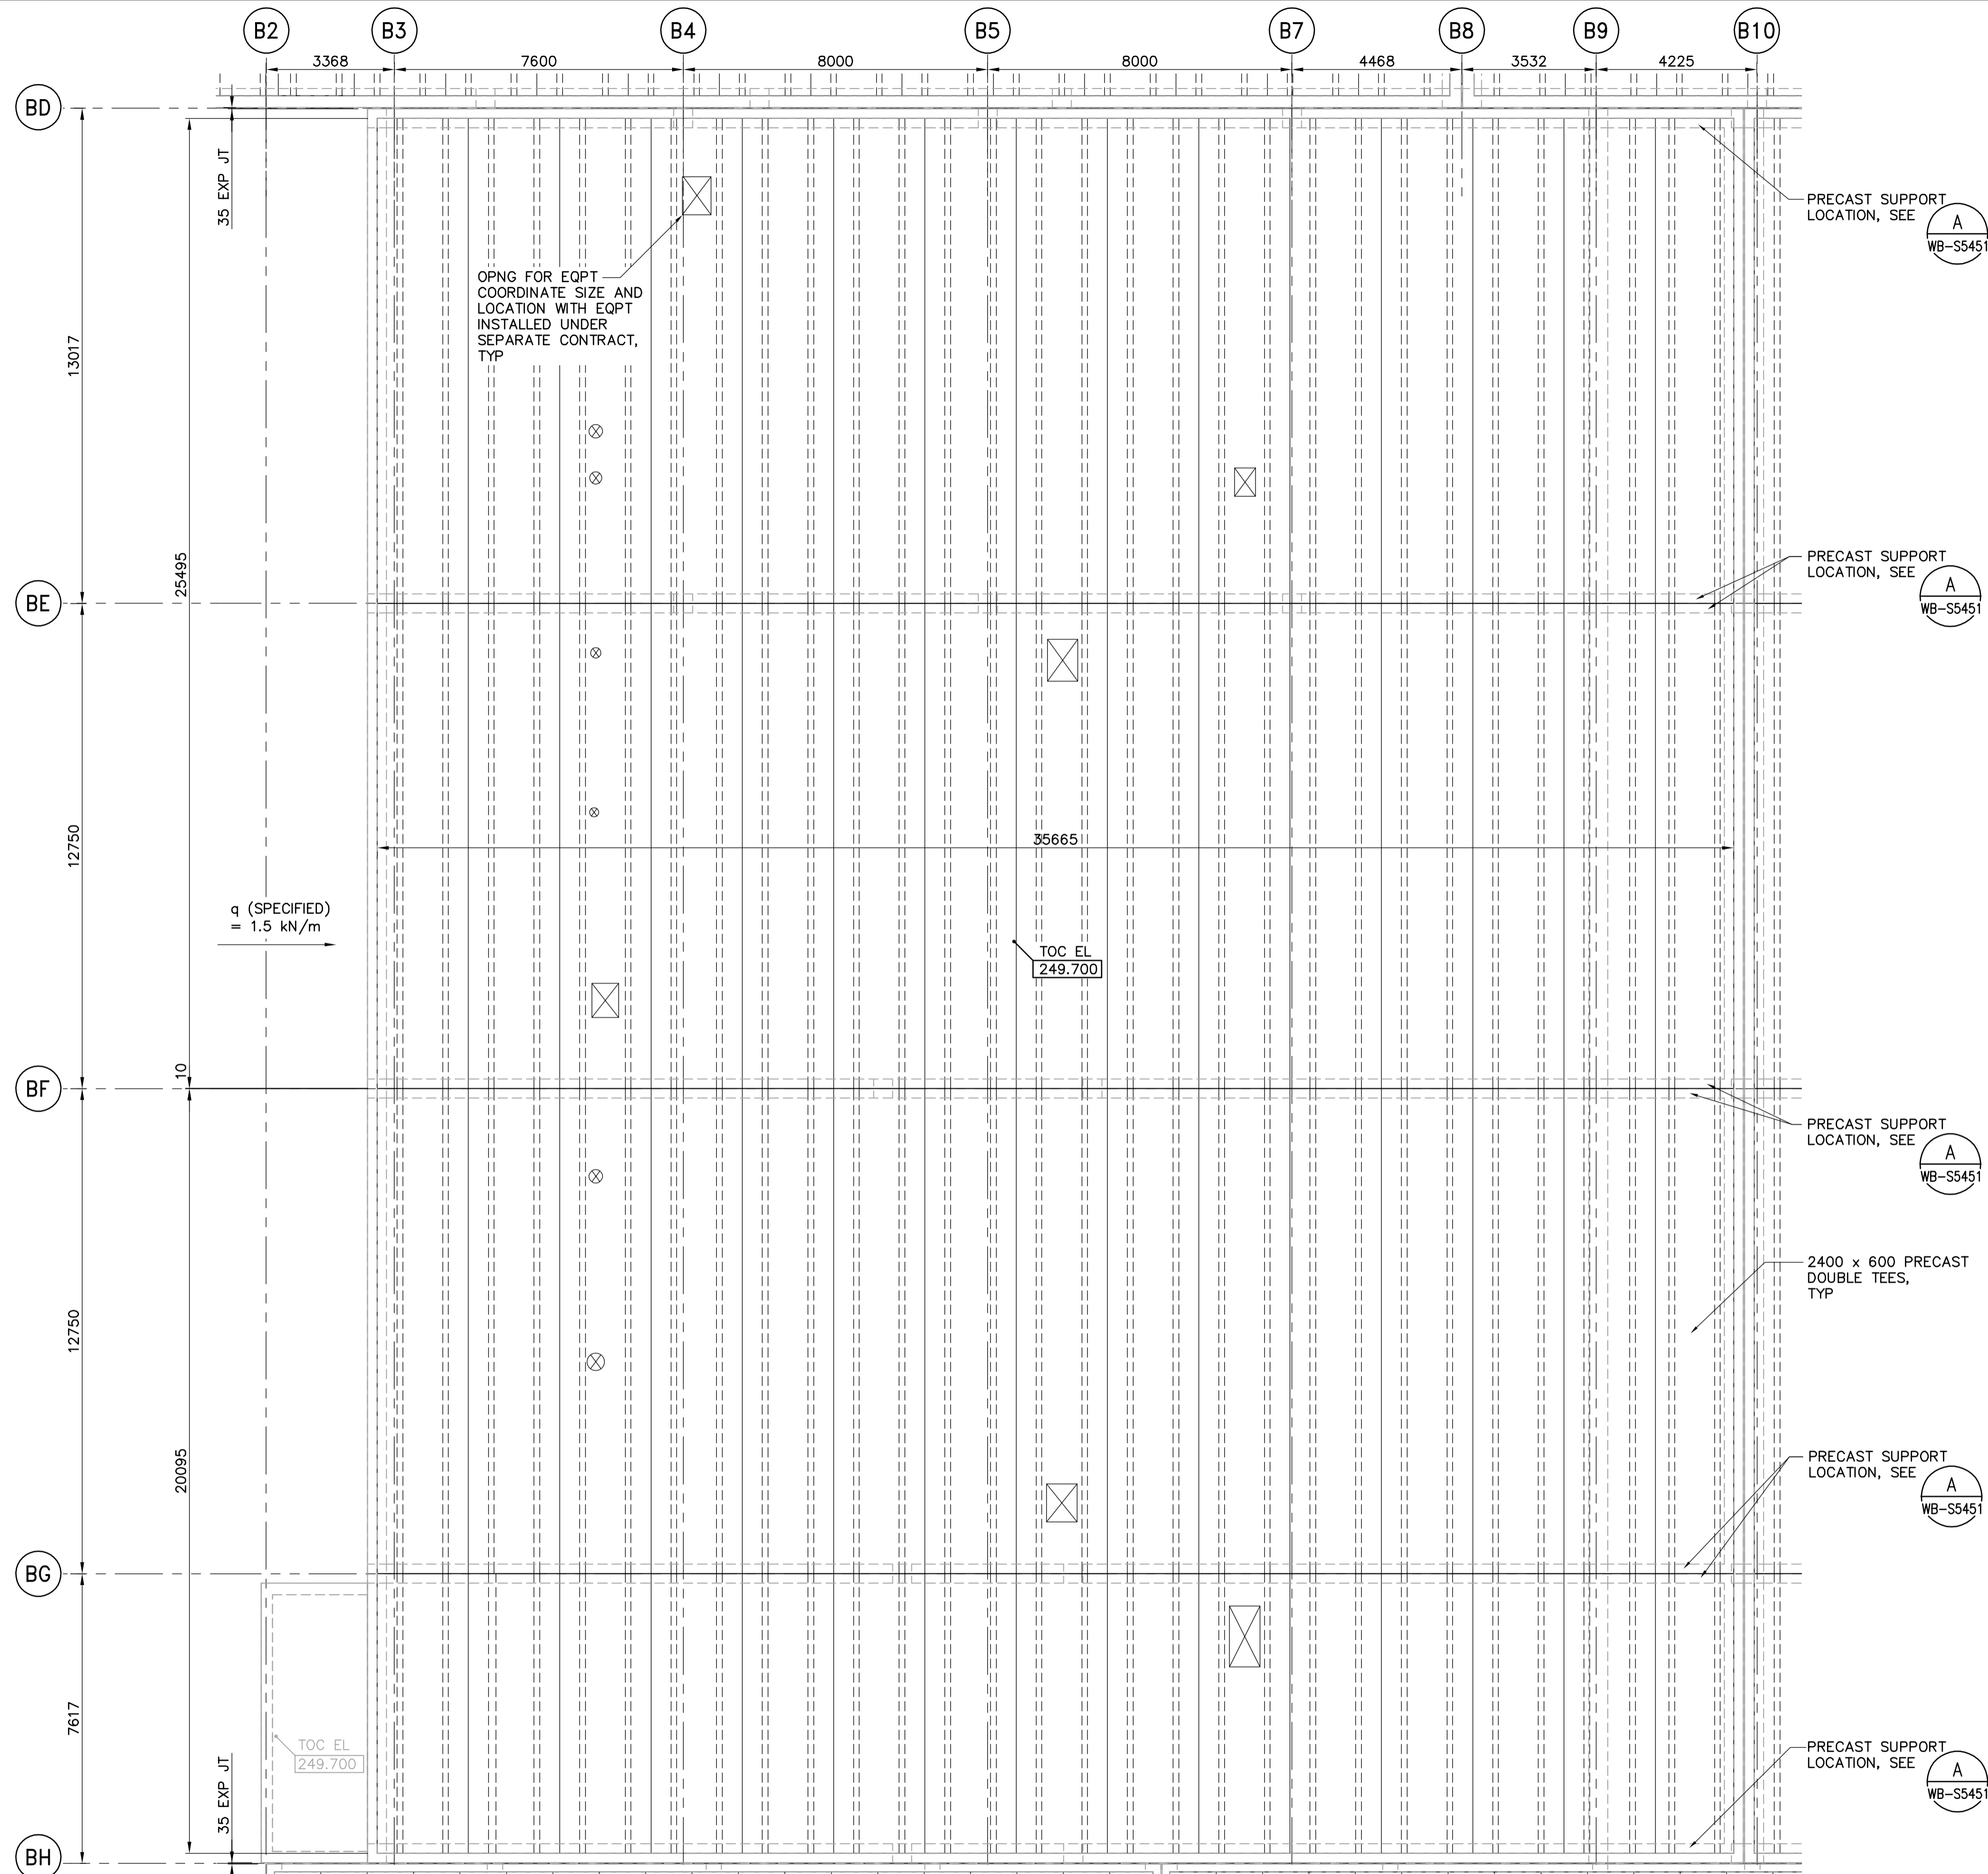 B2
B3
B4
B5
B7
B8
B9
B10
3368
7600
8000
8000
4468
3532
4225
BD
35 EXP JT
PRECAST SUPPORT
LOCATION, SEE
A
WB-S5451
OPNG FOR EQPT
COORDINATE SIZE AND
LOCATION WITH EQPT
INSTALLED UNDER
SEPARATE CONTRACT,
TYP
13017
25495
PRECAST SUPPORT
LOCATION, SEE
A
WB-S5451
BE
12750
35665
q (SPECIFIED)
= 1.5 kN/m
TOC EL
249.700
10
BF
PRECAST SUPPORT
LOCATION, SEE
A
WB-S5451
2400 x 600 PRECAST
DOUBLE TEES,
TYP
12750
20095
PRECAST SUPPORT
LOCATION, SEE
A
WB-S5451
BG
7617
TOC EL
249.700
35 EXP JT
PRECAST SUPPORT
LOCATION, SEE
A
WB-S5451
BH